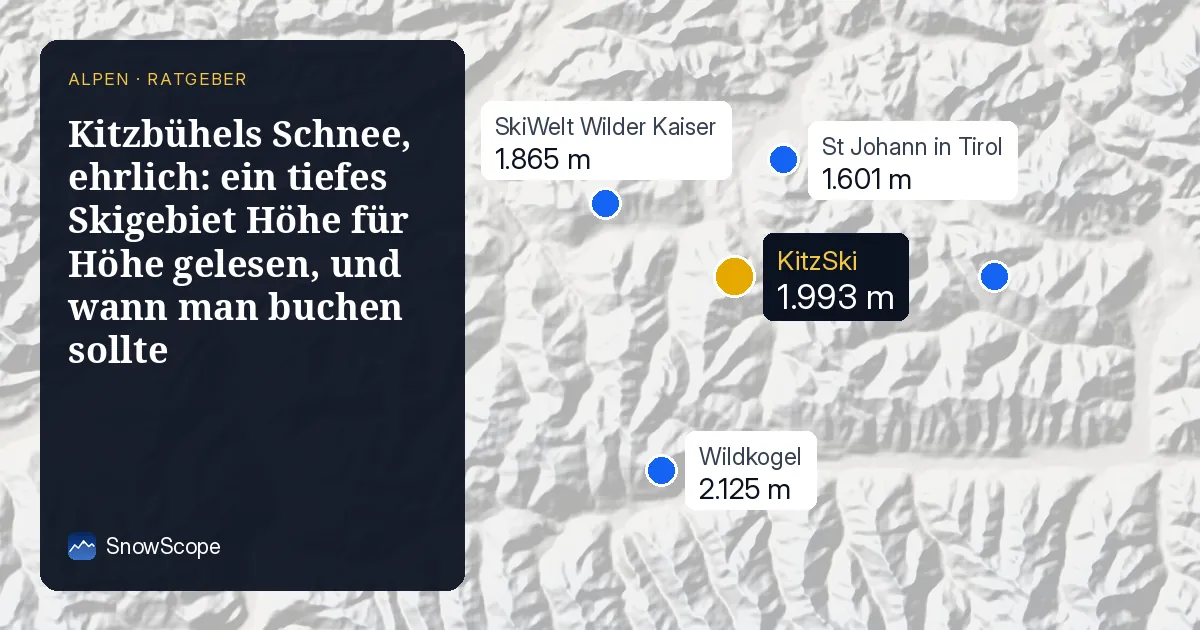 ALPEN · RATGEBER
Kitzbühels Schnee,
ehrlich: ein tiefes
Skigebiet Höhe für
Höhe gelesen, und
wann man buchen
sollte
SnowScope
SkiWelt Wilder Kaiser
1.865 m
St Johann in Tirol
1.601 m
KitzSki
1.993 m
Wildkogel
2.125 m